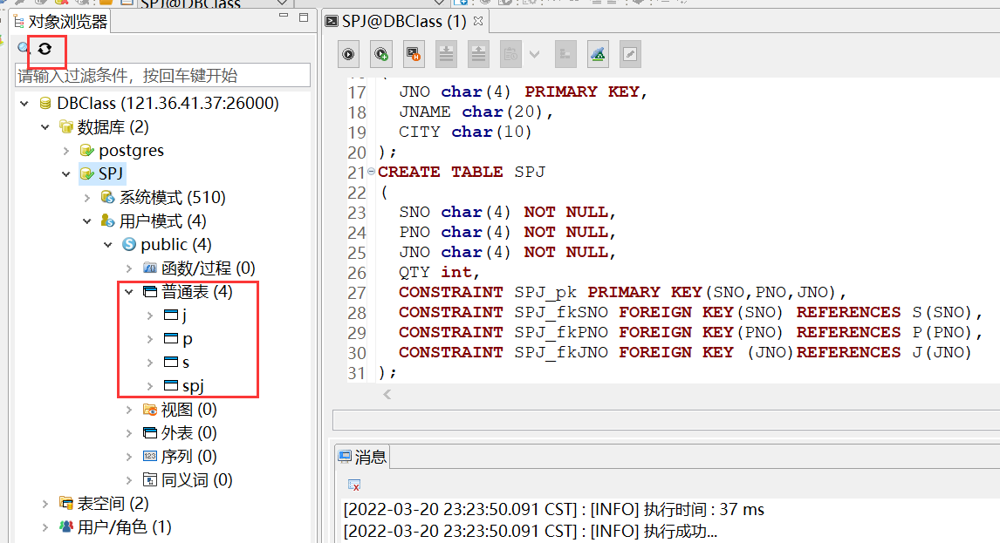 SPJ@DBClass
对象浏览器
请输入过滤条件，按回车键开始
DBClass (121.36.41.37:26000)
数据库 (2)
postgres
SPJ
系统模式 (510)
用户模式 (4)
public (4)
函数/过程 (0)
普通表 (4)
j
p
s
spj
视图 (0)
外表 (0)
序列 (0)
同义词 (0)
表空间 (2)
用户/角色 (1)
SPJ@DBClass (1)
17 JNO char(4) PRIMARY KEY,
18 JNAME char(20),
19 CITY char(10)
20 );
21 CREATE TABLE SPJ
22 (
23 SNO char(4) NOT NULL,
24 PNO char(4) NOT NULL,
25 JNO char(4) NOT NULL,
26 QTY int,
27 CONSTRAINT SPJ_pk PRIMARY KEY(SNO,PNO,JNO),
28 CONSTRAINT SPJ_fkSNO FOREIGN KEY(SNO) REFERENCES S(SNO),
29 CONSTRAINT SPJ_fkPNO FOREIGN KEY(PNO) REFERENCES P(PNO),
30 CONSTRAINT SPJ_fkJNO FOREIGN KEY (JNO)REFERENCES J(JNO)
31 );
消息
[2022-03-20 23:23:50.091 CST] : [INFO] 执行时间 : 37 ms
[2022-03-20 23:23:50.091 CST] : [INFO] 执行成功...